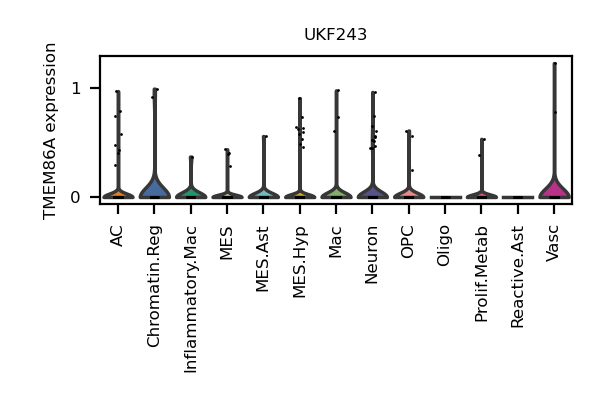 UKF243
TMEM86A expression
1
0
AC
Chromatin.Reg
Inflammatory.Mac
MES
MES.Ast
MES.Hyp
Mac
Neuron
OPC
Oligo
Prolif.Metab
Reactive.Ast
Vasc